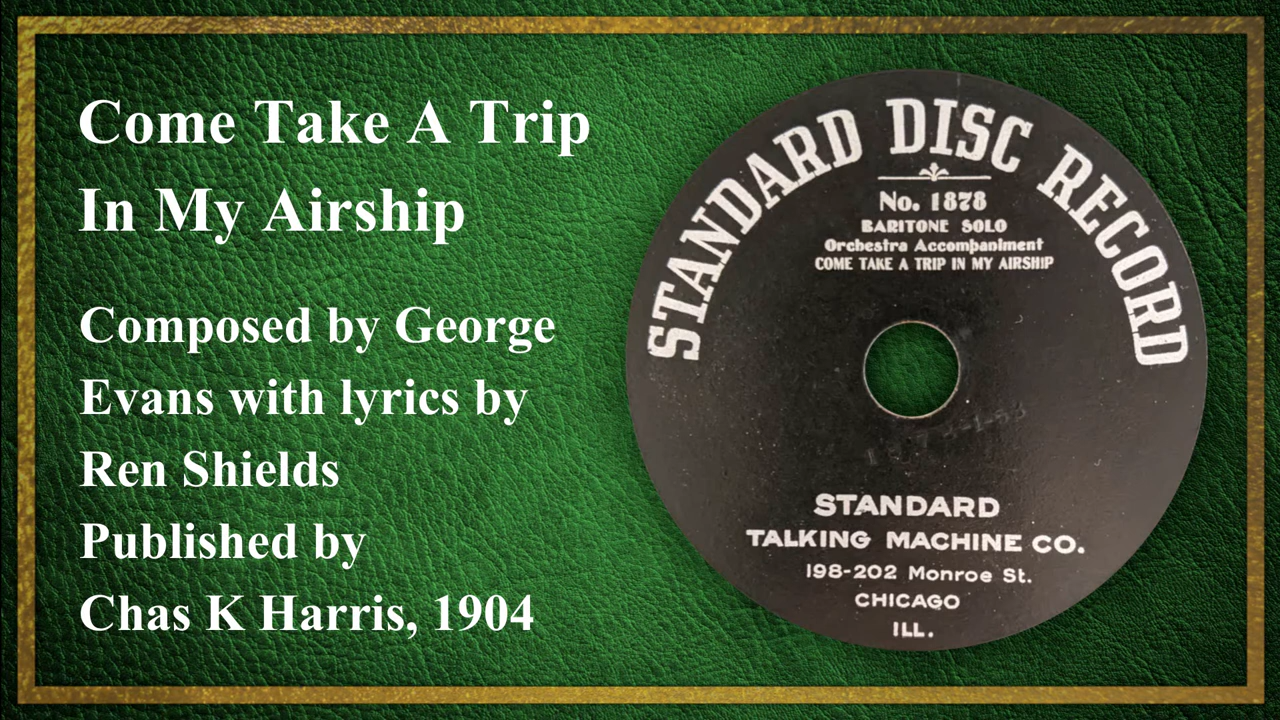 Come Take A Trip
In My Airship
Composed by George
Evans with lyrics by
Ren Shields
Published by
Chas K Harris, 1904
STANDARD DISC RECORD
No. 1878
BARITONE SOLO
Orchestra Accompaniment
COME TAKE A TRIP IN MY AIRSHIP
STANDARD
TALKING MACHINE CO.
198-202 Monroe St.
CHICAGO
ILL.